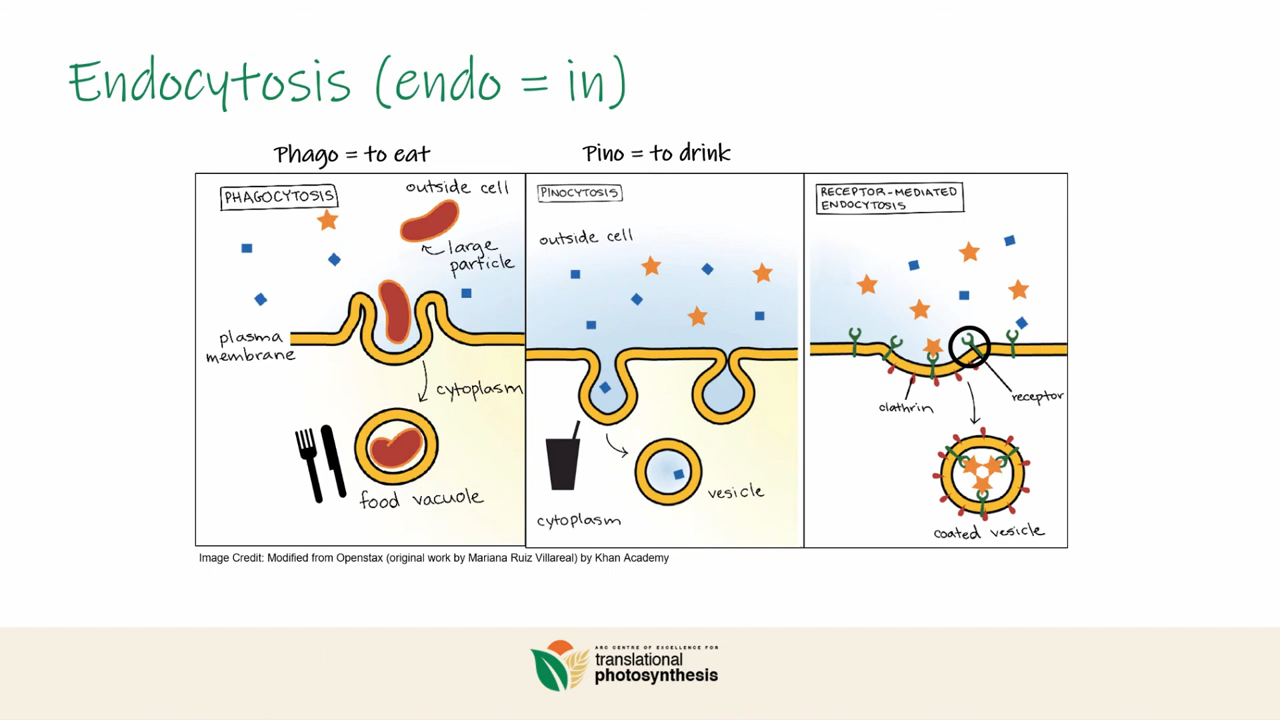 Endocytosis (endo = in)
Phago = to eat
Pino = to drink
PHAGOCYTOSIS
outside cell
large
particle
plasma
membrane
cytoplasm
food vacuole
PINOCYTOSIS
outside cell
vesicle
cytoplasm
RECEPTOR-MEDIATED
ENDOCYTOSIS
clathrin
receptor
coated vesicle
Image Credit: Modified from Openstax (original work by Mariana Ruiz Villareal) by Khan Academy
ARC CENTRE OF EXCELLENCE FOR
translational
photosynthesis